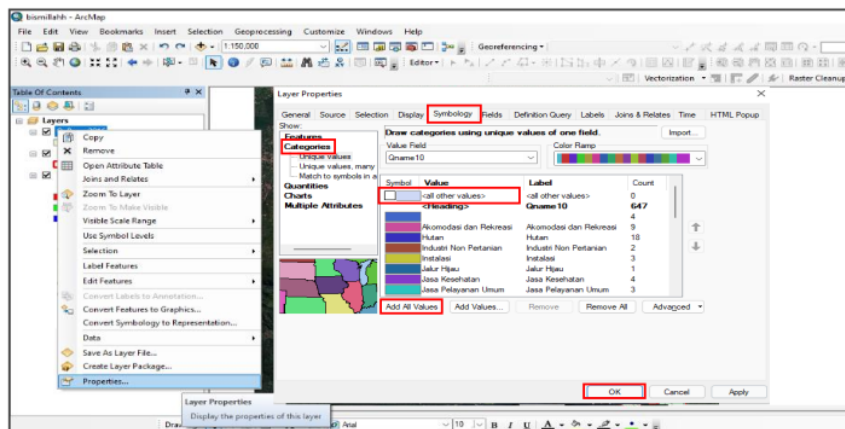 bismillahh - ArcMap
File Edit View Bookmarks Insert Selection Geoprocessing Customize Windows Help
1:150,000
Georeferencing
Editor
Vectorization
Raster Cleanup
Table Of Contents
Layers
Copy
Remove
Open Attribute Table
Joins and Relates
Zoom To Layer
Zoom To Make Visible
Visible Scale Range
Use Symbol Levels
Selection
Label Features
Edit Features
Convert Labels to Annotation...
Convert Features to Graphics...
Convert Symbology to Representation...
Data
Save As Layer File...
Create Layer Package...
Properties...
Layer Properties
Display the properties of this layer
Layer Properties
General Source Selection Display Symbology Fields Definition Query Labels Joins & Relates Time HTML Popup
Show:
Features
Categories
Unique values
Unique values, many
Match to symbols in a
Quantities
Charts
Multiple Attributes
Draw categories using unique values of one field.
Import...
Value Field
Color Ramp
Qname10
Symbol Value Label Count
<all other values> <all other values> 0
<Heading> Qname10 647
4
Akomodasi dan Rekreasi Akomodasi dan Rekreasi 9
Hutan Hutan 18
Industri Non Pertanian Industri Non Pertanian 2
Instalasi Instalasi 3
Jalur Hijau Jalur Hijau 1
Jasa Kesehatan Jasa Kesehatan 4
Jasa Pelayanan Umum Jasa Pelayanan Umum 3
Add All Values Add Values... Remove Remove All Advanced
OK Cancel Apply
Arial 10 B I U A